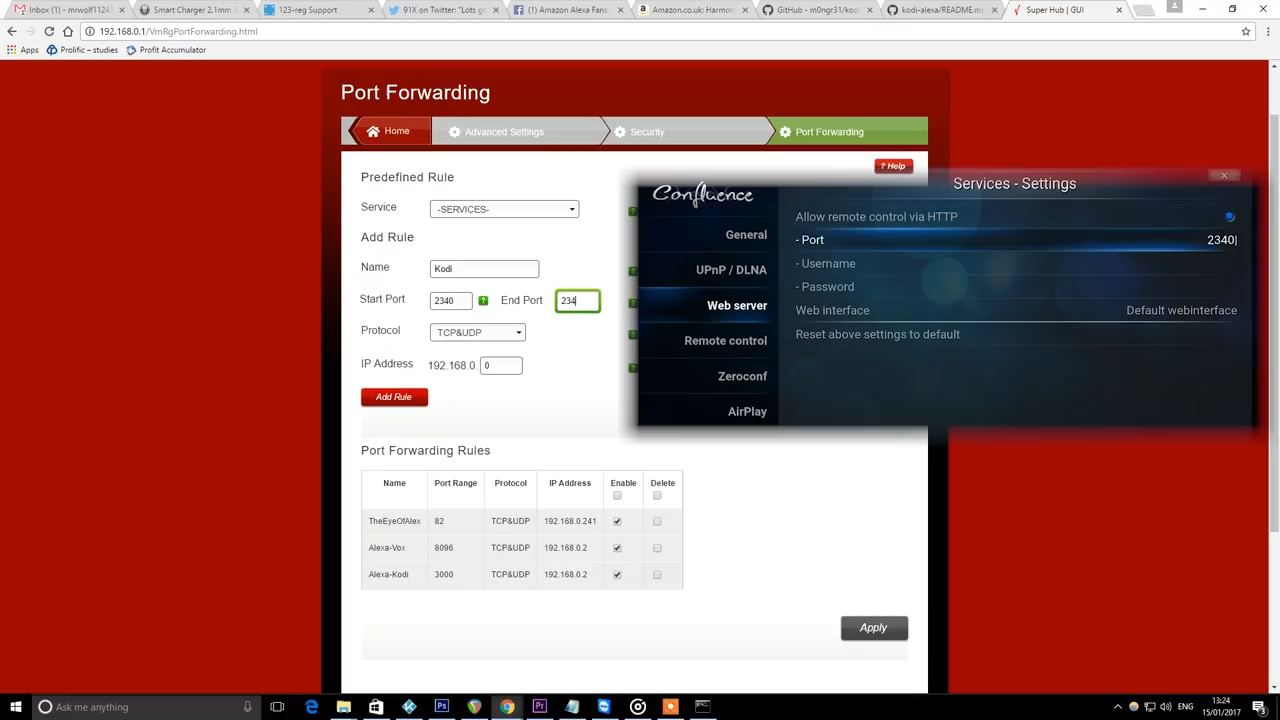 Inbox (1) - mrwolf11234
Smart Charger 2.1mm
123-reg Support
91X on Twitter: "Lots g
(1) Amazon Alexa Fans
Amazon.co.uk: Harmon
GitHub - m0ngr31/kodi
kodi-alexa/README.m
Super Hub | GUI
192.168.0.1/VmRgPortForwarding.html
Apps
Prolific – studies
Profit Accumulator
Port Forwarding
Home
Advanced Settings
Security
Port Forwarding
? Help
Predefined Rule
Service
-SERVICES-
Add Rule
Name
Kodi
Start Port
2340
?
End Port
234
Protocol
TCP&UDP
IP Address
192.168.0.
0
Add Rule
Confluence
Services - Settings
General
UPnP / DLNA
Web server
Remote control
Zeroconf
AirPlay
Allow remote control via HTTP
- Port
2340
- Username
- Password
Web interface
Default webinterface
Reset above settings to default
Port Forwarding Rules
Name Port Range Protocol IP Address Enable Delete
TheEyeOfAlex 82 TCP&UDP 192.168.0.241
Alexa-Vox 8096 TCP&UDP 192.168.0.2
Alexa-Kodi 3000 TCP&UDP 192.168.0.2
Apply
Ask me anything
ENG
13:24
15/01/2017